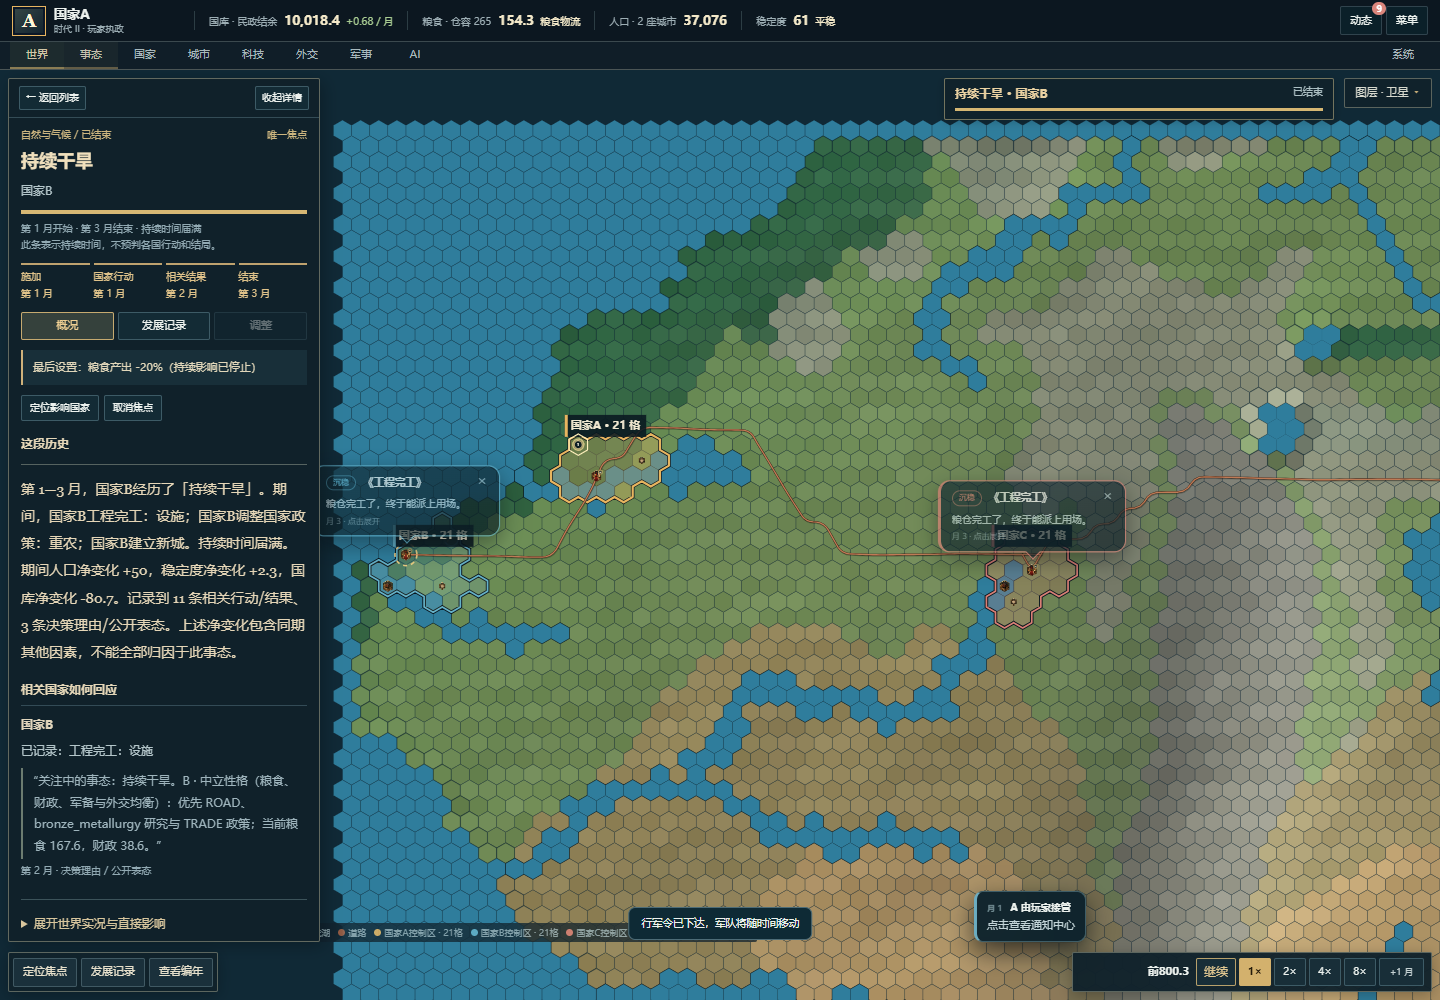 A
国家A
时代 II · 玩家执政
国库 · 民政结余 10,018.4 +0.68 / 月
粮食 · 仓容 265 154.3 粮食物流
人口 · 2 座城市 37,076
稳定度 61 平稳
动态 9
菜单
世界 事态 国家 城市 科技 外交 军事 AI 系统
← 返回列表 收起详情
自然与气候 / 已结束 唯一焦点
持续干旱
国家B
第 1 月开始 · 第 3 月结束 · 持续时间届满
此条表示持续时间，不预判各国行动和结局。
施加 国家行动 相关结果 结束
第 1 月 第 1 月 第 2 月 第 3 月
概况 发展记录 调整
最后设置：粮食产出 -20%（持续影响已停止）
定位影响国家 取消焦点
这段历史
第 1—3 月，国家B经历了「持续干旱」。期
间，国家B工程完工：设施；国家B调整国家政
策：重农；国家B建立新城。持续时间届满。
期间人口净变化 +50，稳定度净变化 +2.3，国
库净变化 -80.7。记录到 11 条相关行动/结果、
3 条决策理由/公开表态。上述净变化包含同期
其他因素，不能全部归因于此事态。
相关国家如何回应
国家B
已记录：工程完工：设施
“关注中的事态：持续干旱。B · 中立性格（粮食、
财政、军备与外交均衡）：优先 ROAD、
bronze_metallurgy 研究与 TRADE 政策；当前粮
食 167.6，财政 38.6。”
第 2 月 · 决策理由 / 公开表态
▶ 展开世界实况与直接影响
定位焦点 发展记录 查看编年
持续干旱 • 国家B 已结束
图层 · 卫星
国家A • 21 格
沉稳 《工程完工》 ×
粮仓完工了，终于能派上用场。
月 3 · 点击展开
国家B • 21 格
沉稳 《工程完工》 ×
粮仓完工了，终于能派上用场。
月 3 · 点击展开
国家C • 21 格
湖 道路 国家A控制区 · 21格 国家B控制区 · 21格 国家C控制区
行军令已下达，军队将随时间移动
月 1 A 由玩家接管
点击查看通知中心
前800.3 继续 1× 2× 4× 8× +1 月